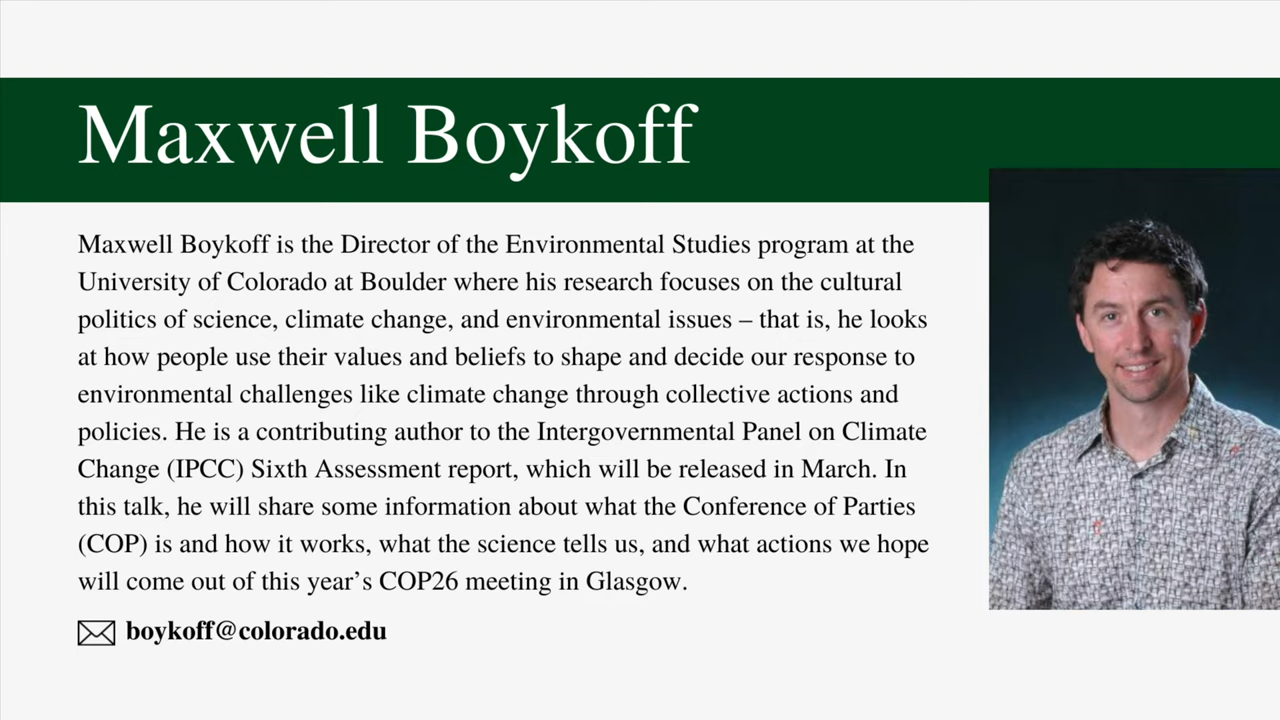 Maxwell Boykoff
Maxwell Boykoff is the Director of the Environmental Studies program at the
University of Colorado at Boulder where his research focuses on the cultural
politics of science, climate change, and environmental issues – that is, he looks
at how people use their values and beliefs to shape and decide our response to
environmental challenges like climate change through collective actions and
policies. He is a contributing author to the Intergovernmental Panel on Climate
Change (IPCC) Sixth Assessment report, which will be released in March. In
this talk, he will share some information about what the Conference of Parties
(COP) is and how it works, what the science tells us, and what actions we hope
will come out of this year’s COP26 meeting in Glasgow.
boykoff@colorado.edu